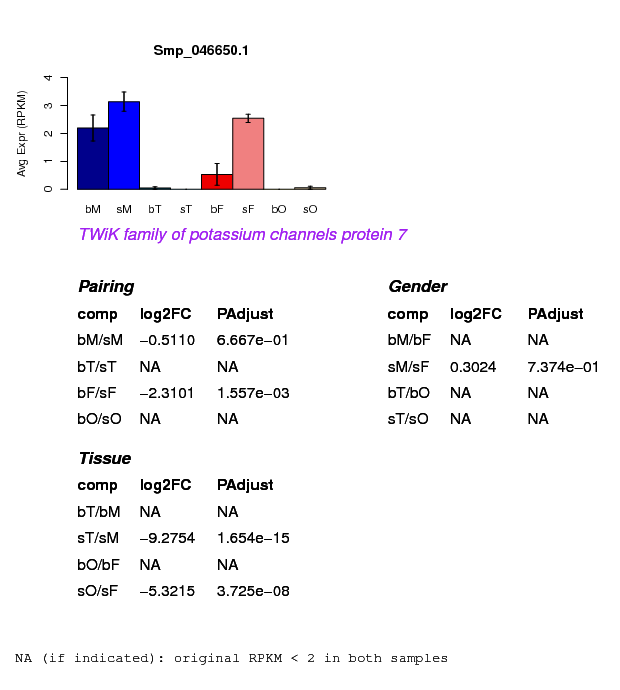 Smp_046650.1
Avg Expr (RPKM)
0 1 2 3 4
bM sM bT sT bF sF bO sO
TWiK family of potassium channels protein 7
Pairing
comp log2FC PAdjust
bM/sM −0.5110 6.667e−01
bT/sT NA NA
bF/sF −2.3101 1.557e−03
bO/sO NA NA
Gender
comp log2FC PAdjust
bM/bF NA NA
sM/sF 0.3024 7.374e−01
bT/bO NA NA
sT/sO NA NA
Tissue
comp log2FC PAdjust
bT/bM NA NA
sT/sM −9.2754 1.654e−15
bO/bF NA NA
sO/sF −5.3215 3.725e−08
NA (if indicated): original RPKM < 2 in both samples